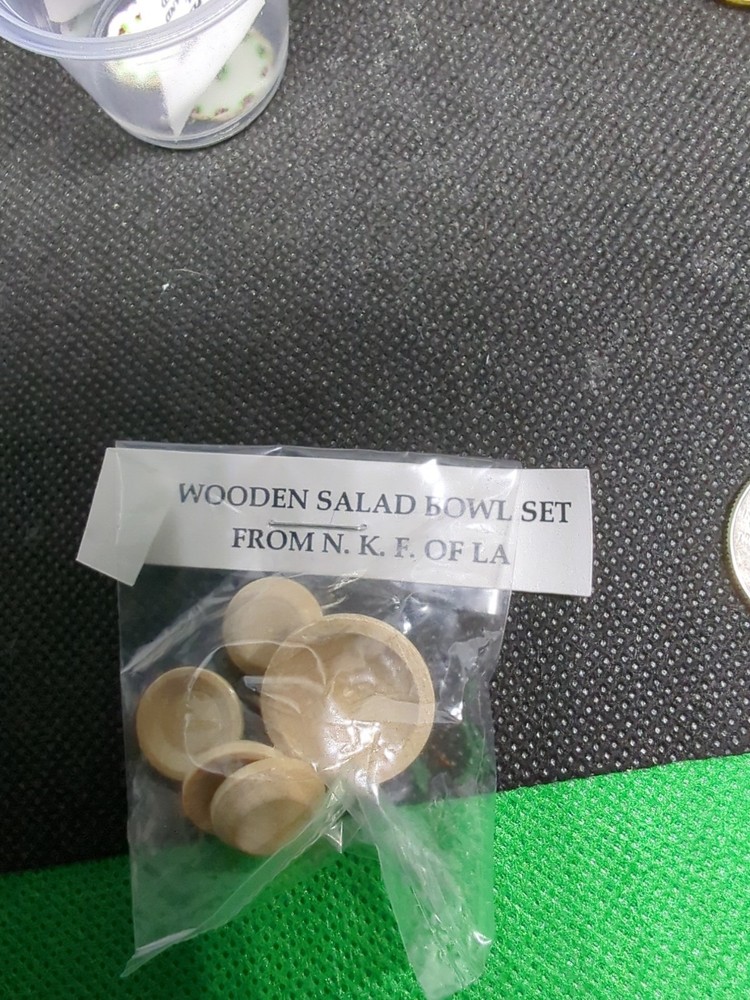 WOODEN SALAD BOWL SET
FROM N. K. F. OF LA